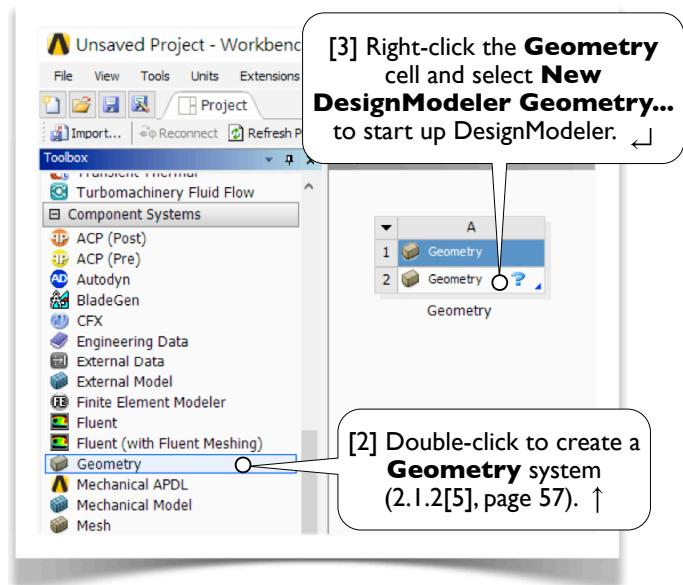 Unsaved Project - Workbenc
[3] Right-click the Geometry
cell and select New
DesignModeler Geometry...
to start up DesignModeler. ↵
File View Tools Units Extensions
Project
Import... Reconnect Refresh P
Toolbox
Transient Thermal
Turbomachinery Fluid Flow
Component Systems
ACP (Post)
ACP (Pre)
Autodyn
BladeGen
CFX
Engineering Data
External Data
External Model
Finite Element Modeler
Fluent
Fluent (with Fluent Meshing)
Geometry
Mechanical APDL
Mechanical Model
Mesh
A
1 Geometry
2 Geometry ?
Geometry
[2] Double-click to create a
Geometry system
(2.1.2[5], page 57). ↑